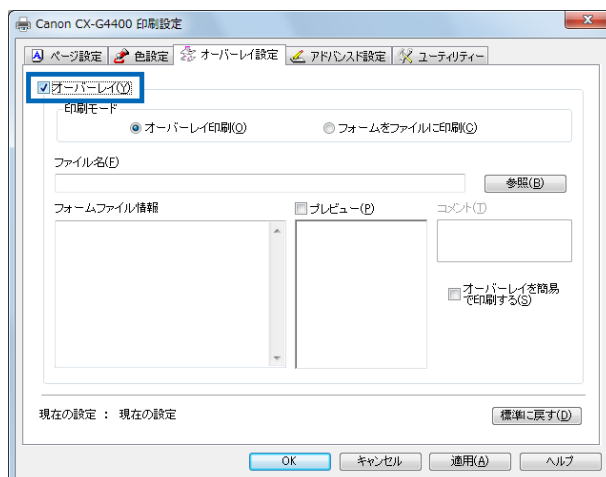 Canon CX-G4400 印刷設定
ページ設定 色設定 オーバーレイ設定 アドバンスト設定 ユーティリティー
オーバーレイ(Y)
印刷モード
オーバーレイ印刷(O) フォームをファイルに印刷(C)
ファイル名(F)
参照(B)
フォームファイル情報 プレビュー(P) コメント(T)
オーバーレイを簡易
で印刷する(S)
現在の設定 : 現在の設定 標準に戻す(D)
OK キャンセル 適用(A) ヘルプ